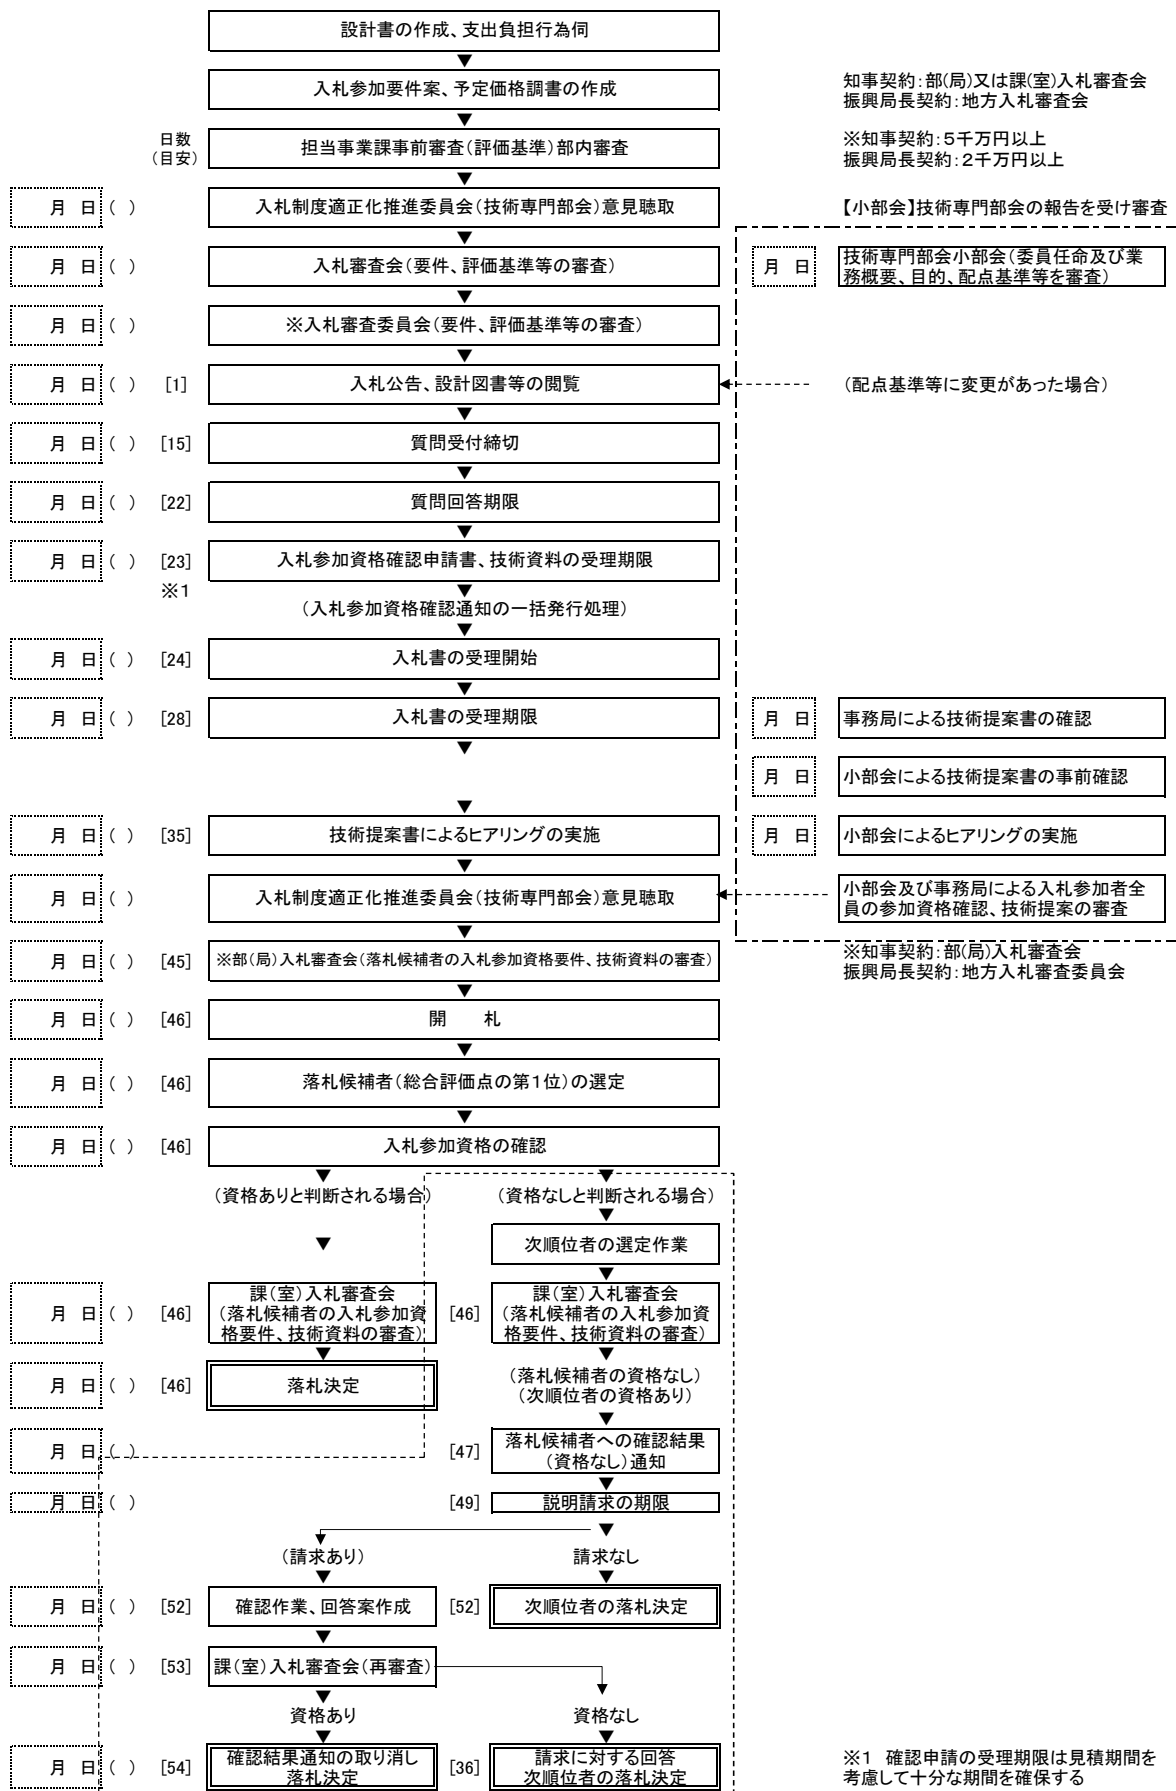 設計書の作成、支出負担行為伺
▼
入札参加要件案、予定価格調書の作成
知事契約：部(局)又は課(室)入札審査会
振興局長契約：地方入札審査会
▼
日数
(目安)
担当事業課事前審査(評価基準)部内審査
※知事契約：５千万円以上
振興局長契約：２千万円以上
▼
月 日 ( ) 入札制度適正化推進委員会(技術専門部会)意見聴取
【小部会】技術専門部会の報告を受け審査
▼
月 日 ( ) 入札審査会(要件、評価基準等の審査)
月 日 技術専門部会小部会(委員任命及び業
務概要、目的、配点基準等を審査)
▼
月 日 ( ) ※入札審査委員会(要件、評価基準等の審査)
▼
月 日 ( ) [1] 入札公告、設計図書等の閲覧
(配点基準等に変更があった場合)
▼
月 日 ( ) [15] 質問受付締切
▼
月 日 ( ) [22] 質問回答期限
▼
月 日 ( ) [23] 入札参加資格確認申請書、技術資料の受理期限
※１ ▼
(入札参加資格確認通知の一括発行処理)
▼
月 日 ( ) [24] 入札書の受理開始
▼
月 日 ( ) [28] 入札書の受理期限
月 日 事務局による技術提案書の確認
▼
月 日 小部会による技術提案書の事前確認
▼
月 日 ( ) [35] 技術提案書によるヒアリングの実施
月 日 小部会によるヒアリングの実施
▼
月 日 ( ) 入札制度適正化推進委員会(技術専門部会)意見聴取
小部会及び事務局による入札参加者全
員の参加資格確認、技術提案の審査
▼
月 日 ( ) [45] ※部(局)入札審査会(落札候補者の入札参加資格要件、技術資料の審査)
※知事契約：部(局)入札審査会
振興局長契約：地方入札審査委員会
▼
月 日 ( ) [46] 開 札
▼
月 日 ( ) [46] 落札候補者(総合評価点の第１位)の選定
▼
月 日 ( ) [46] 入札参加資格の確認
▼ ▼
(資格ありと判断される場合) (資格なしと判断される場合)
▼
▼ 次順位者の選定作業
▼
月 日 ( ) [46] 課(室)入札審査会
(落札候補者の入札参加資
格要件、技術資料の審査)
[46] 課(室)入札審査会
(落札候補者の入札参加資
格要件、技術資料の審査)
▼ ▼
月 日 ( ) [46] 落札決定
(落札候補者の資格なし)
(次順位者の資格あり)
▼
月 日 ( ) [47] 落札候補者への確認結果
(資格なし)通知
▼
月 日 ( ) [49] 説明請求の期限
▼
(請求あり) 請求なし
▼ ▼
月 日 ( ) [52] 確認作業、回答案作成 [52] 次順位者の落札決定
▼
月 日 ( ) [53] 課(室)入札審査会(再審査)
▼
資格あり 資格なし
▼ ▼
月 日 ( ) [54] 確認結果通知の取り消し
落札決定
[36] 請求に対する回答
次順位者の落札決定
※１ 確認申請の受理期限は見積期間を
考慮して十分な期間を確保する